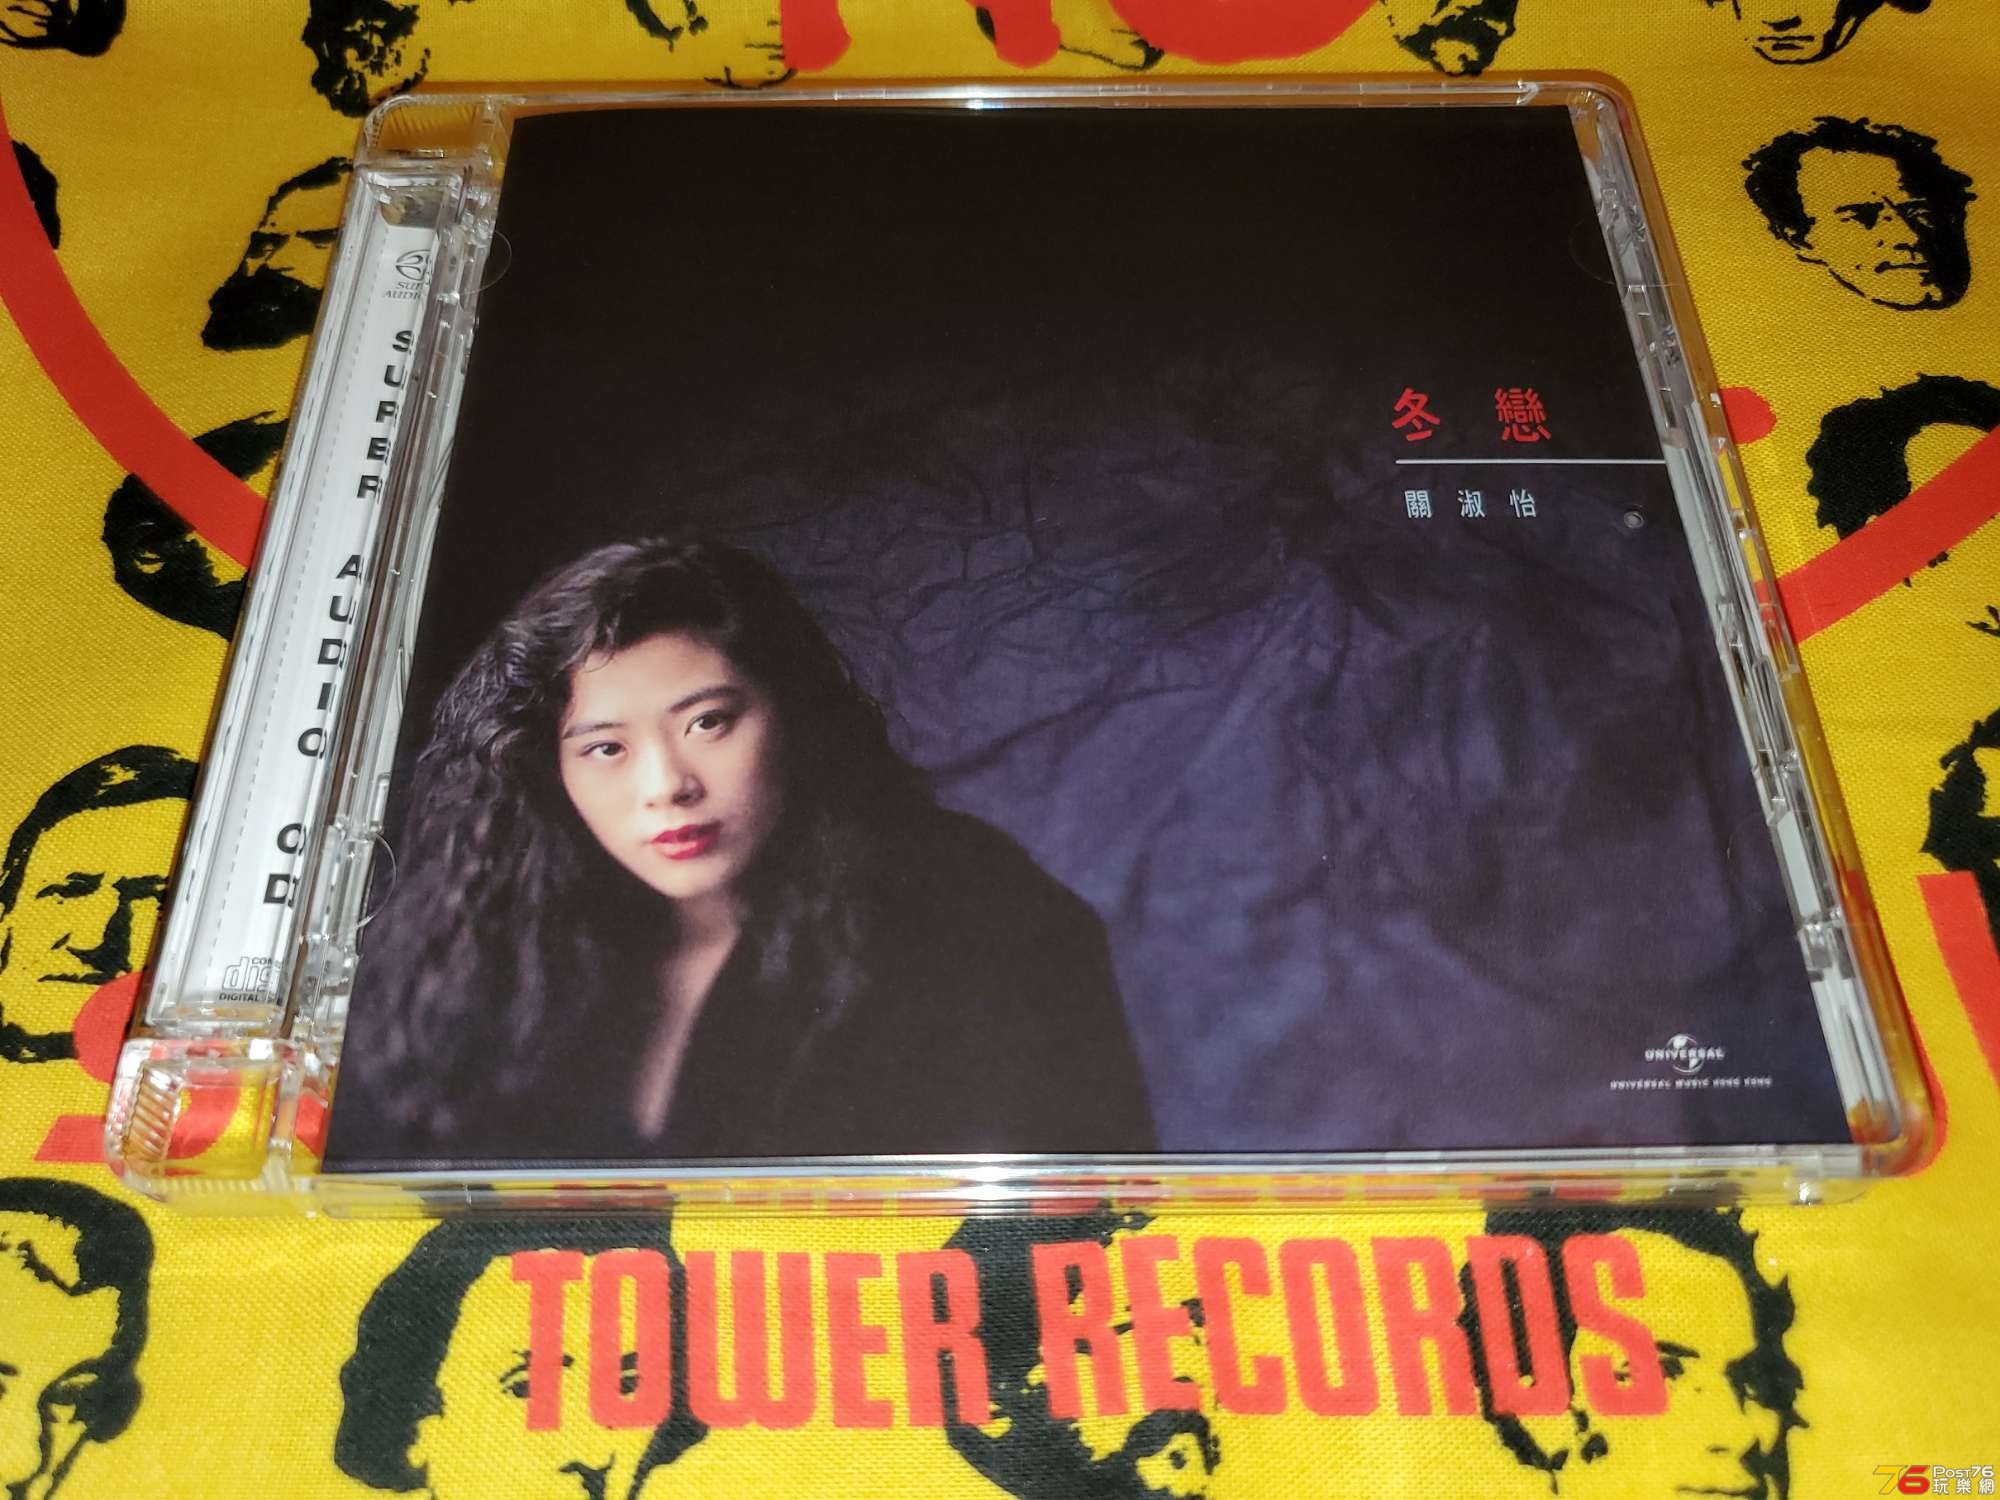 SUPER AUDIO CD
冬戀
關淑怡
DIGITAL
UNIVERSAL
UNIVERSAL MUSIC HONG KONG
TOWER RECORDS
Post76
玩樂網